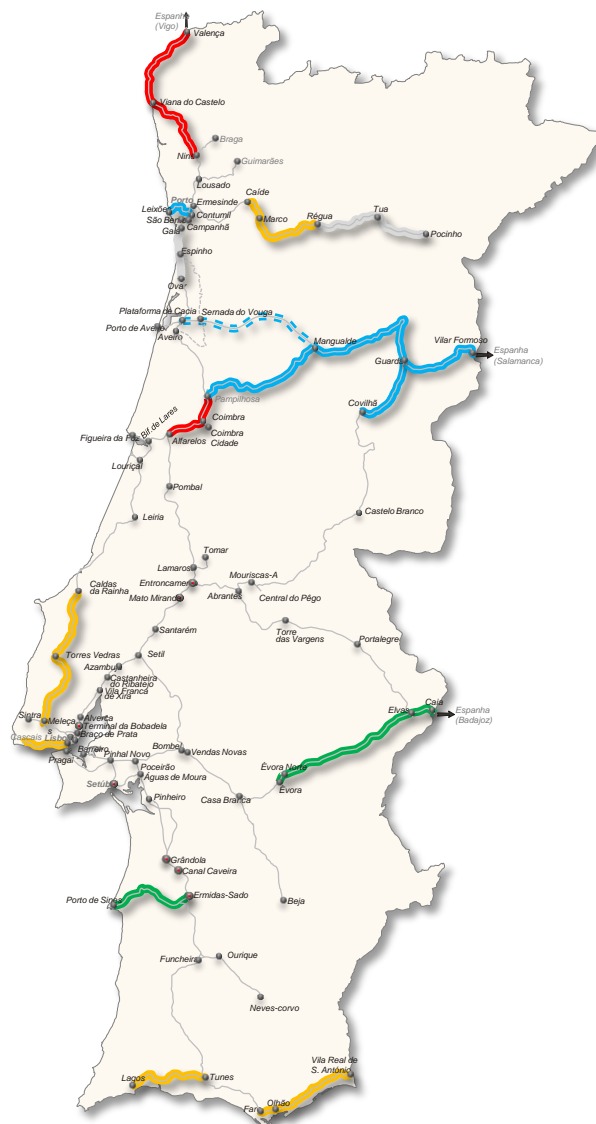 Espanha
(Vigo)
Valença
Viana do Castelo
Braga
Nine
Guimarães
Lousado
Caíde
Porto
Ermesinde
Leixões
Contumil
Marco
Régua
Tua
São Ben
Campanhã
Gaia
Pocinho
Espinho
Ovar
Plataforma de Cacia
Sernada do Vouga
Porto de Aveiro
Aveiro
Mangualde
Vilar Formoso
Guarda
Espanha
(Salamanca)
Pampilhosa
Covilhã
Bif. de Lares
Coimbra
Figueira da Foz
Alfarelos
Coimbra
Cidade
Louriçal
Pombal
Leiria
Castelo Branco
Tomar
Lamarosa
Caldas
da Rainha
Entroncamen
Mouriscas-A
Abrantes
Central do Pêgo
Mato Miranda
Santarém
Torre
das Vargens
Portalegre
Torres Vedras
Setil
Azambuja
Castanheira
do Ribatejo
Vila Franca
de Xira
Elvas
Caia
Espanha
(Badajoz)
Sintra
Meleças
Alverca
Terminal da Bobadela
Cascais
Lisboa
Braço de Prata
Barreiro
Bombel
Vendas Novas
Pragal
Pinhal Novo
Poceirão
Águas de Moura
Évora Norte
Évora
Setúbal
Pinheiro
Casa Branca
Grândola
Canal Caveira
Porto de Sines
Ermidas-Sado
Beja
Funcheira
Ourique
Neves-corvo
Lagos
Tunes
Vila Real de
S. António
Faro
Olhão